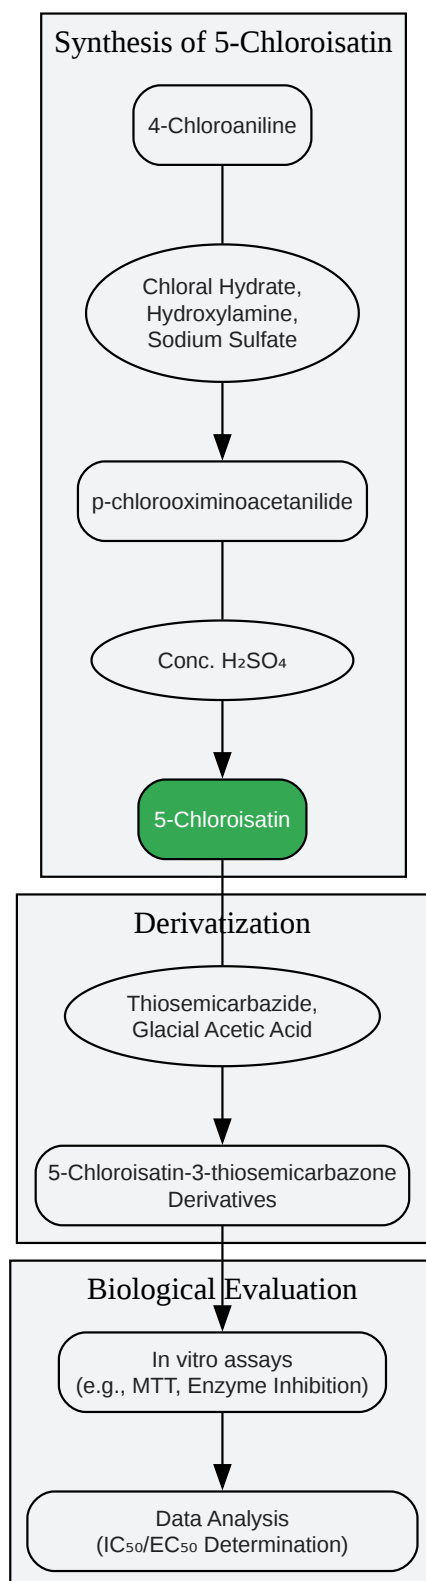 Synthesis of 5-Chloroisatin
4-Chloroaniline
Chloral Hydrate,
Hydroxylamine,
Sodium Sulfate
p-chlorooximinoacetanilide
Conc. H₂SO₄
5-Chloroisatin
Derivatization
Thiosemicarbazide,
Glacial Acetic Acid
5-Chloroisatin-3-thiosemicarbazone
Derivatives
Biological Evaluation
In vitro assays
(e.g., MTT, Enzyme Inhibition)
Data Analysis
(IC₅₀/EC₅₀ Determination)